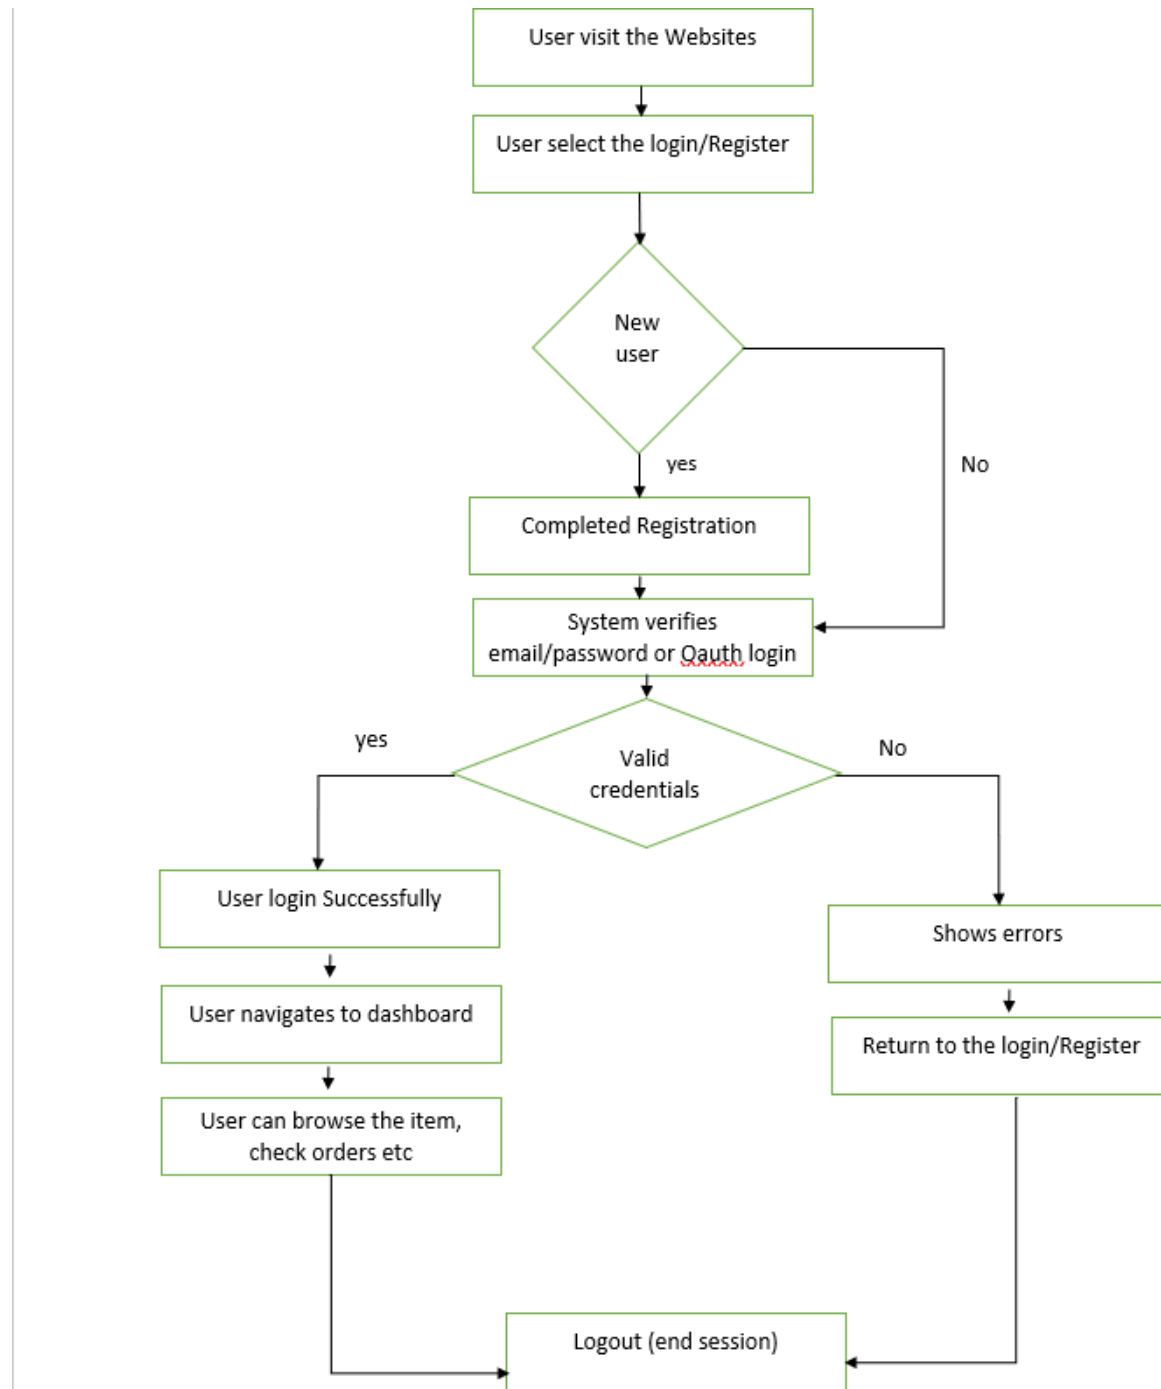 User visit the Websites
User select the login/Register
New
user
yes
No
Completed Registration
System verifies
email/password or Oauth login
yes
No
Valid
credentials
User login Successfully
Shows errors
User navigates to dashboard
Return to the login/Register
User can browse the item,
check orders etc
Logout (end session)